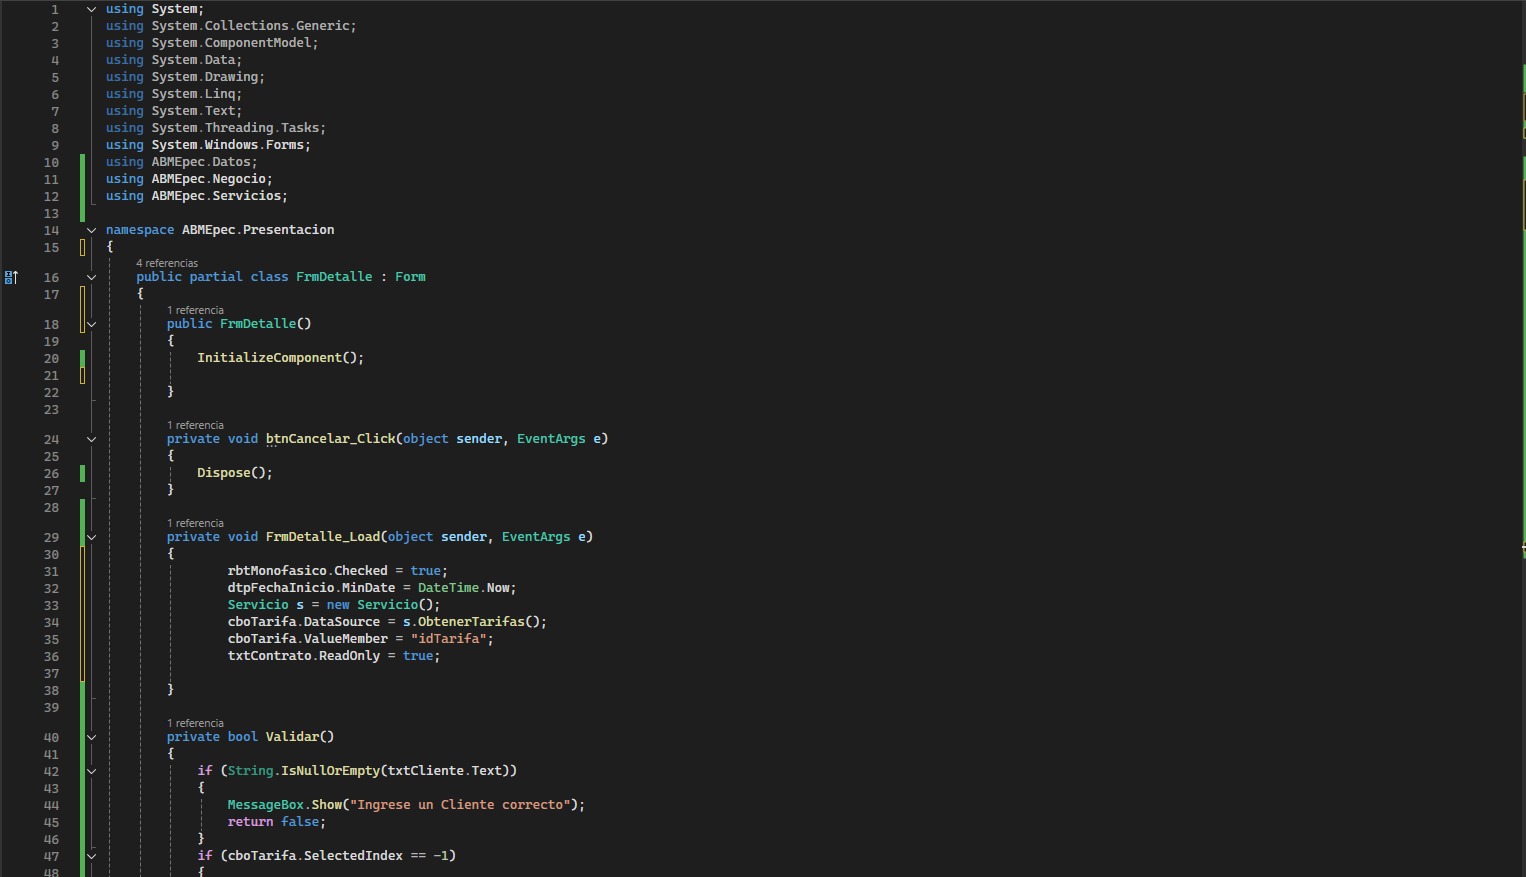 1 using System;
2 using System.Collections.Generic;
3 using System.ComponentModel;
4 using System.Data;
5 using System.Drawing;
6 using System.Linq;
7 using System.Text;
8 using System.Threading.Tasks;
9 using System.Windows.Forms;
10 using ABMEpec.Datos;
11 using ABMEpec.Negocio;
12 using ABMEpec.Servicios;
13
14 namespace ABMEpec.Presentacion
15 {
4 referencias
16 public partial class FrmDetalle : Form
17 {
1 referencia
18 public FrmDetalle()
19 {
20 InitializeComponent();
21
22 }
23
1 referencia
24 private void btnCancelar_Click(object sender, EventArgs e)
25 {
26 Dispose();
27 }
28
1 referencia
29 private void FrmDetalle_Load(object sender, EventArgs e)
30 {
31 rbtMonofasico.Checked = true;
32 dtpFechaInicio.MinDate = DateTime.Now;
33 Servicio s = new Servicio();
34 cboTarifa.DataSource = s.ObtenerTarifas();
35 cboTarifa.ValueMember = "idTarifa";
36 txtContrato.ReadOnly = true;
37
38 }
39
1 referencia
40 private bool Validar()
41 {
42 if (String.IsNullOrEmpty(txtCliente.Text))
43 {
44 MessageBox.Show("Ingrese un Cliente correcto");
45 return false;
46 }
47 if (cboTarifa.SelectedIndex == -1)
48 {